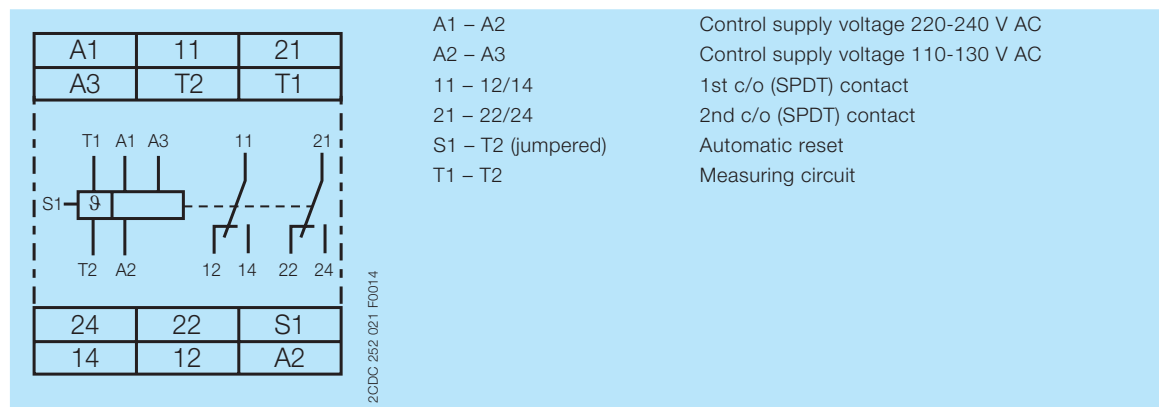 A1 11 21
A3 T2 T1
T1 A1 A3 11 21
S1 ϑ
T2 A2 12 14 22 24
24 22 S1
14 12 A2
2CDC 252 021 F0014
A1 – A2 Control supply voltage 220-240 V AC
A2 – A3 Control supply voltage 110-130 V AC
11 – 12/14 1st c/o (SPDT) contact
21 – 22/24 2nd c/o (SPDT) contact
S1 – T2 (jumpered) Automatic reset
T1 – T2 Measuring circuit